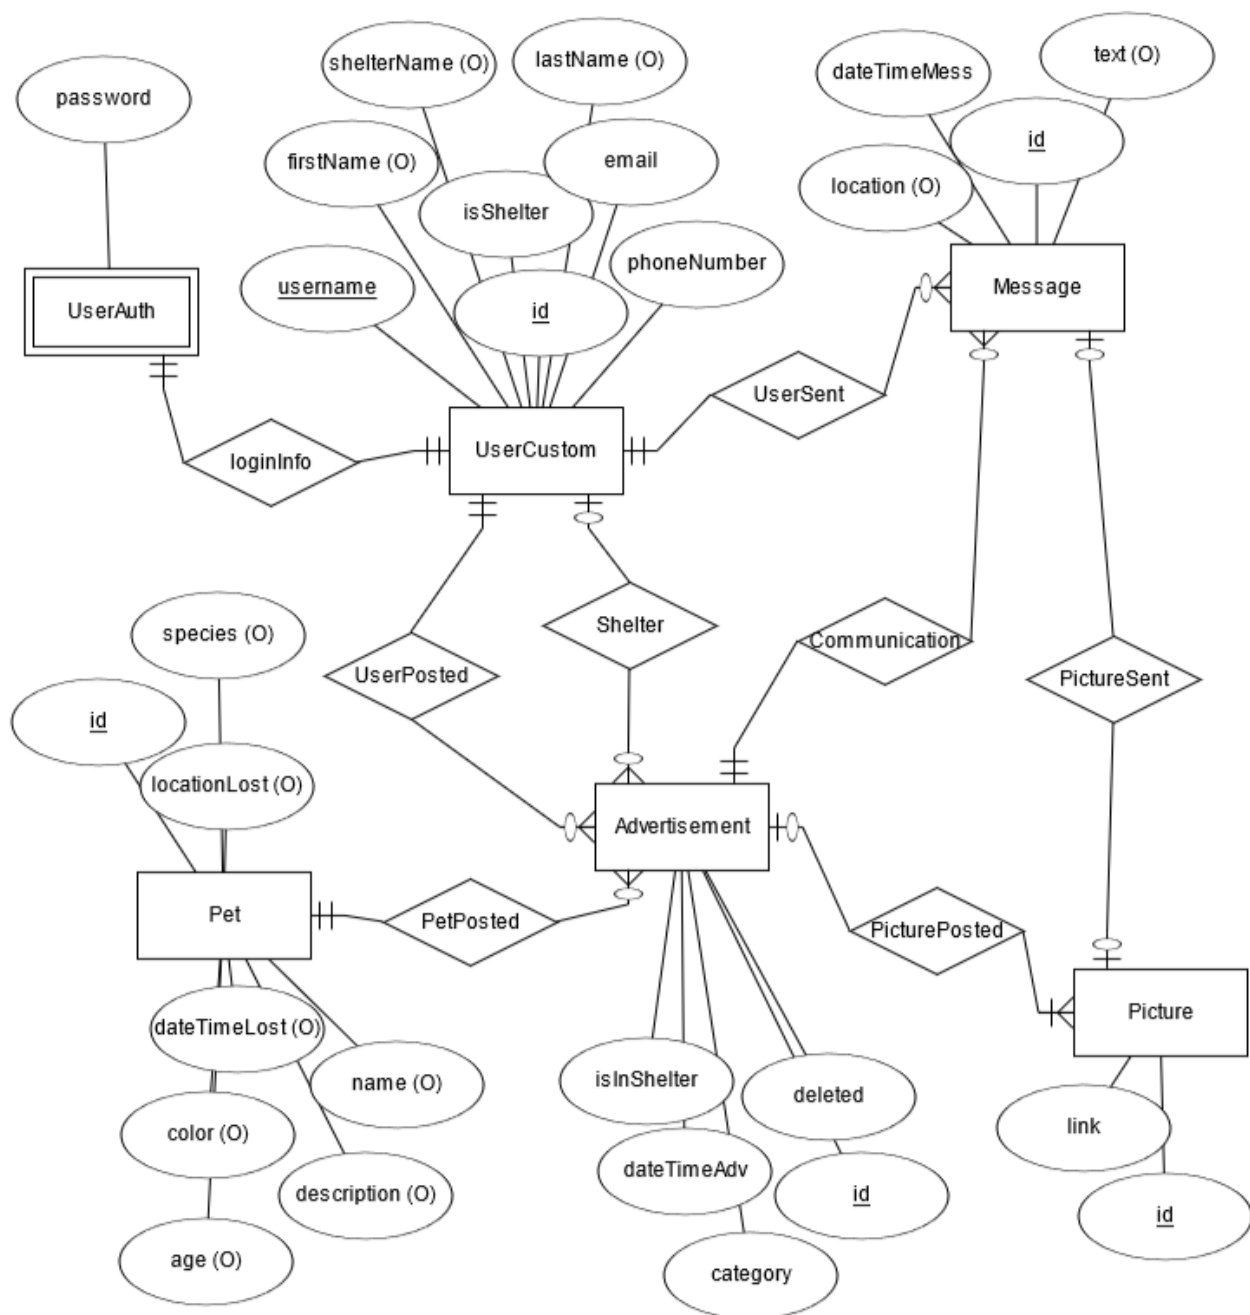 shelterName (O)
lastName (O)
text (O)
dateTimeMess
password
id
firstName (O)
email
location (O)
isShelter
phoneNumber
username
id
Message
UserAuth
UserSent
UserCustom
loginInfo
Shelter
species (O)
Communication
UserPosted
PictureSent
id
locationLost (O)
Advertisement
Pet
PetPosted
PicturePosted
Picture
dateTimeLost (O)
name (O)
isInShelter
deleted
link
color (O)
dateTimeAdv
description (O)
id
id
age (O)
category